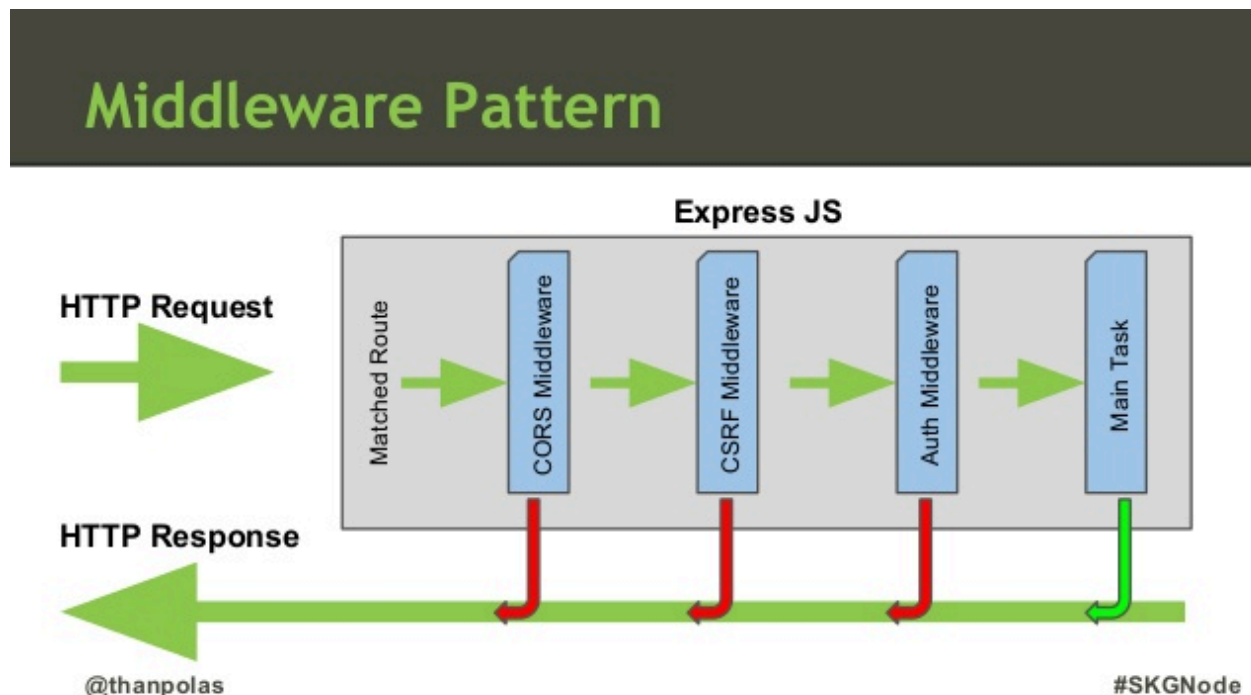 Middleware Pattern
Express JS
HTTP Request
Matched Route
CORS Middleware
CSRF Middleware
Auth Middleware
Main Task
HTTP Response
@thanpolas
#SKGNode